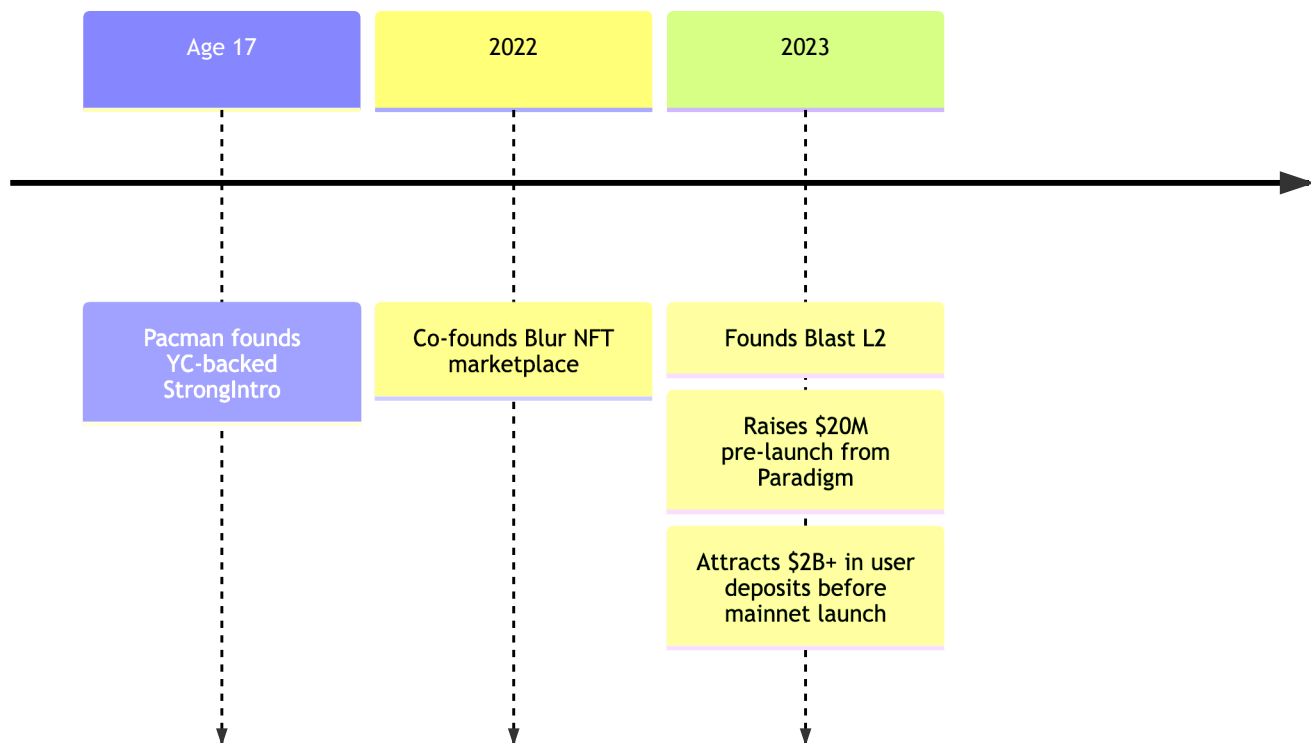 Age 17
2022
2023
Pacman founds
YC-backed
StrongIntro
Co-founds Blur NFT
marketplace
Founds Blast L2
Raises $20M
pre-launch from
Paradigm
Attracts $2B+ in user
deposits before
mainnet launch